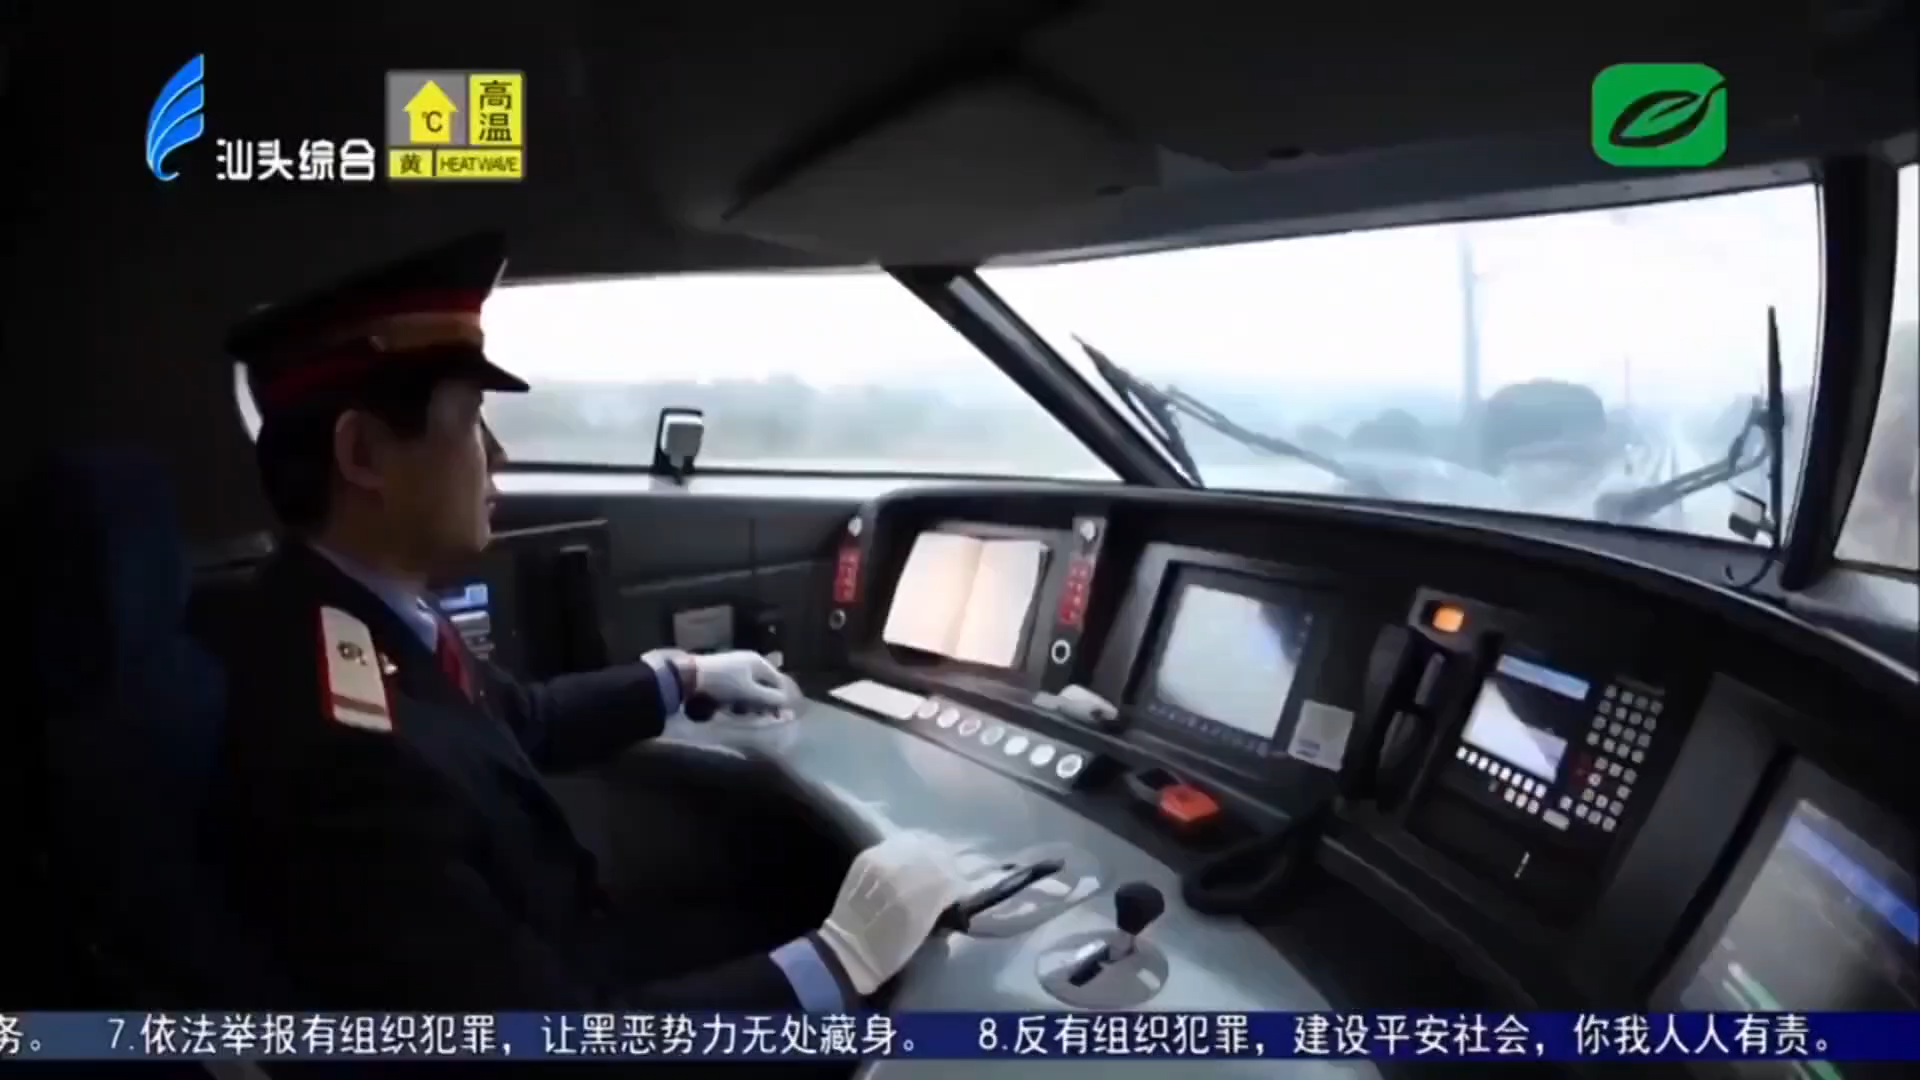 汕头综合
℃
高温
黄 HEAT WAVE
务。 7.依法举报有组织犯罪，让黑恶势力无处藏身。 8.反有组织犯罪，建设平安社会，你我人人有责。